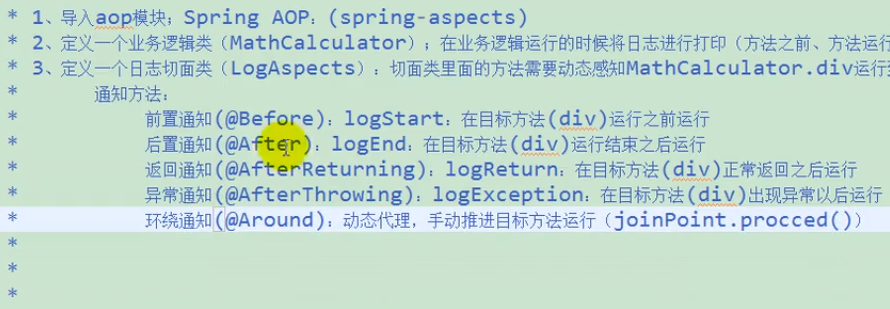 * 1、导入aop模块；Spring AOP：(spring-aspects)
* 2、定义一个业务逻辑类（MathCalculator）；在业务逻辑运行的时候将日志进行打印（方法之前、方法运行
* 3、定义一个日志切面类（LogAspects）：切面类里面的方法需要动态感知MathCalculator.div运行
* 通知方法：
* 前置通知(@Before)：logStart：在目标方法(div)运行之前运行
* 后置通知(@After)：logEnd：在目标方法(div)运行结束之后运行
* 返回通知(@AfterReturning)：logReturn：在目标方法(div)正常返回之后运行
* 异常通知(@AfterThrowing)：logException：在目标方法(div)出现异常以后运行
* 环绕通知(@Around)：动态代理，手动推进目标方法运行（joinPoint.procced()）
*
*
*